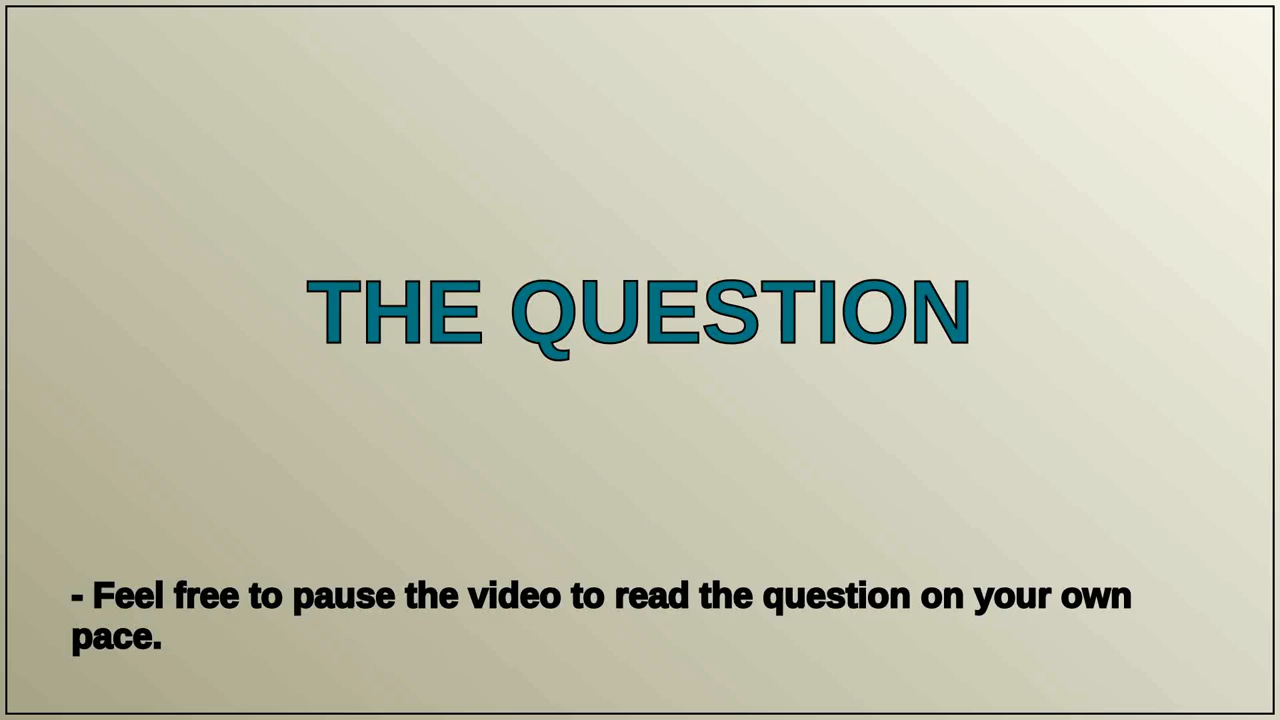 THE QUESTION
- Feel free to pause the video to read the question on your own
pace.